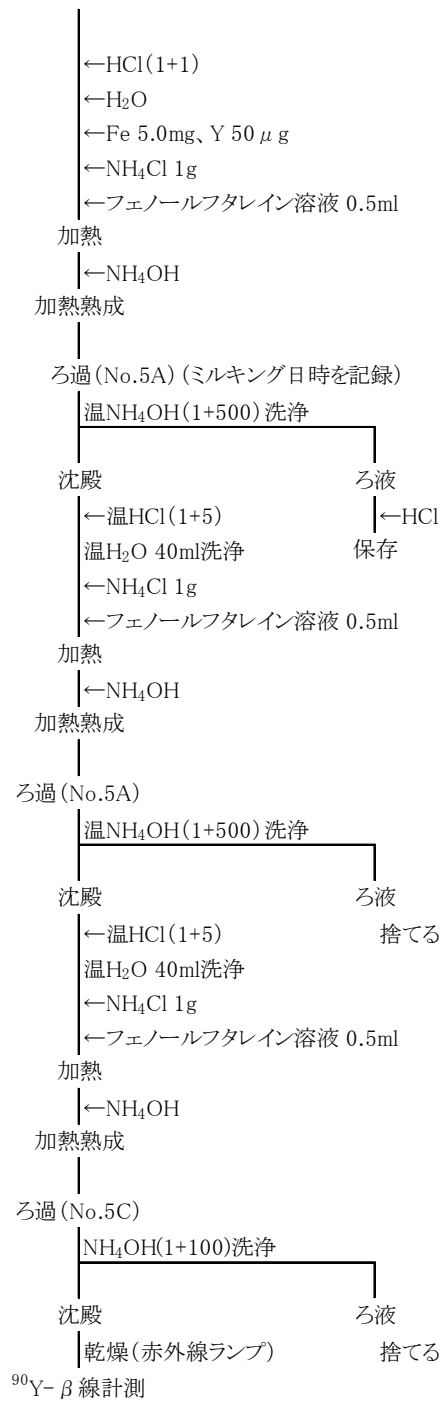 ←HCl(1+1)
←H₂O
←Fe 5.0mg、Y 50μg
←NH₄Cl 1g
←フェノールフタレイン溶液 0.5ml
加熱
←NH₄OH
加熱熟成
ろ過(No.5A)(ミルキング日時を記録)
温NH₄OH(1+500)洗浄
沈殿 ろ液
←温HCl(1+5) ←HCl
温H₂O 40ml洗浄 保存
←NH₄Cl 1g
←フェノールフタレイン溶液 0.5ml
加熱
←NH₄OH
加熱熟成
ろ過(No.5A)
温NH₄OH(1+500)洗浄
沈殿 ろ液
←温HCl(1+5) 捨てる
温H₂O 40ml洗浄
←NH₄Cl 1g
←フェノールフタレイン溶液 0.5ml
加熱
←NH₄OH
加熱熟成
ろ過(No.5C)
NH₄OH(1+100)洗浄
沈殿 ろ液
乾燥(赤外線ランプ) 捨てる
⁹⁰Y-β線計測